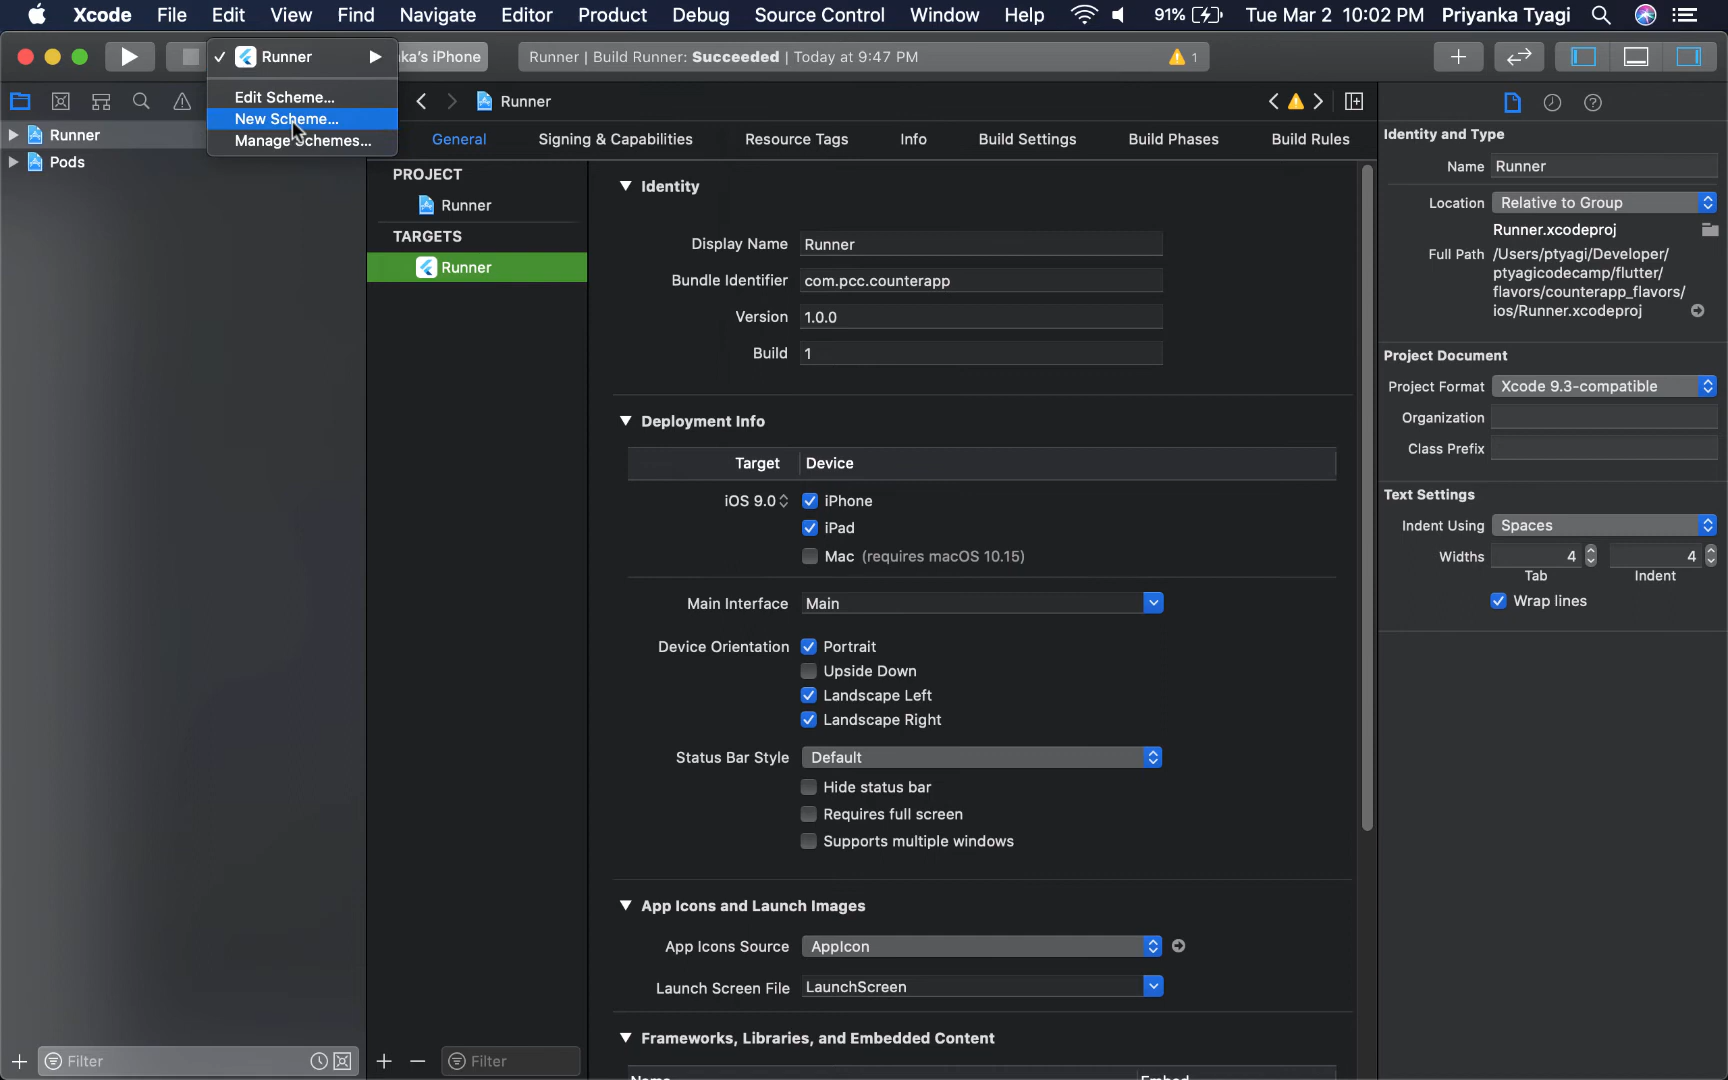 Xcode File Edit View Find Navigate Editor Product Debug Source Control Window Help 91% Tue Mar 2 10:02 PM Priyanka Tyagi
✓ Runner ka's iPhone Runner | Build Runner: Succeeded | Today at 9:47 PM 1
Edit Scheme...
New Scheme...
Manage Schemes...
Runner
Pods
Runner
General Signing & Capabilities Resource Tags Info Build Settings Build Phases Build Rules
PROJECT
Runner
TARGETS
Runner
Identity
Display Name Runner
Bundle Identifier com.pcc.counterapp
Version 1.0.0
Build 1
Deployment Info
Target Device
iOS 9.0 iPhone
iPad
Mac (requires macOS 10.15)
Main Interface Main
Device Orientation Portrait
Upside Down
Landscape Left
Landscape Right
Status Bar Style Default
Hide status bar
Requires full screen
Supports multiple windows
App Icons and Launch Images
App Icons Source AppIcon
Launch Screen File LaunchScreen
Frameworks, Libraries, and Embedded Content
Name Embed
Identity and Type
Name Runner
Location Relative to Group
Runner.xcodeproj
Full Path /Users/ptyagi/Developer/
ptyagicodecamp/flutter/
flavors/counterapp_flavors/
ios/Runner.xcodeproj
Project Document
Project Format Xcode 9.3-compatible
Organization
Class Prefix
Text Settings
Indent Using Spaces
Widths 4 4
Tab Indent
Wrap lines
Filter
Filter